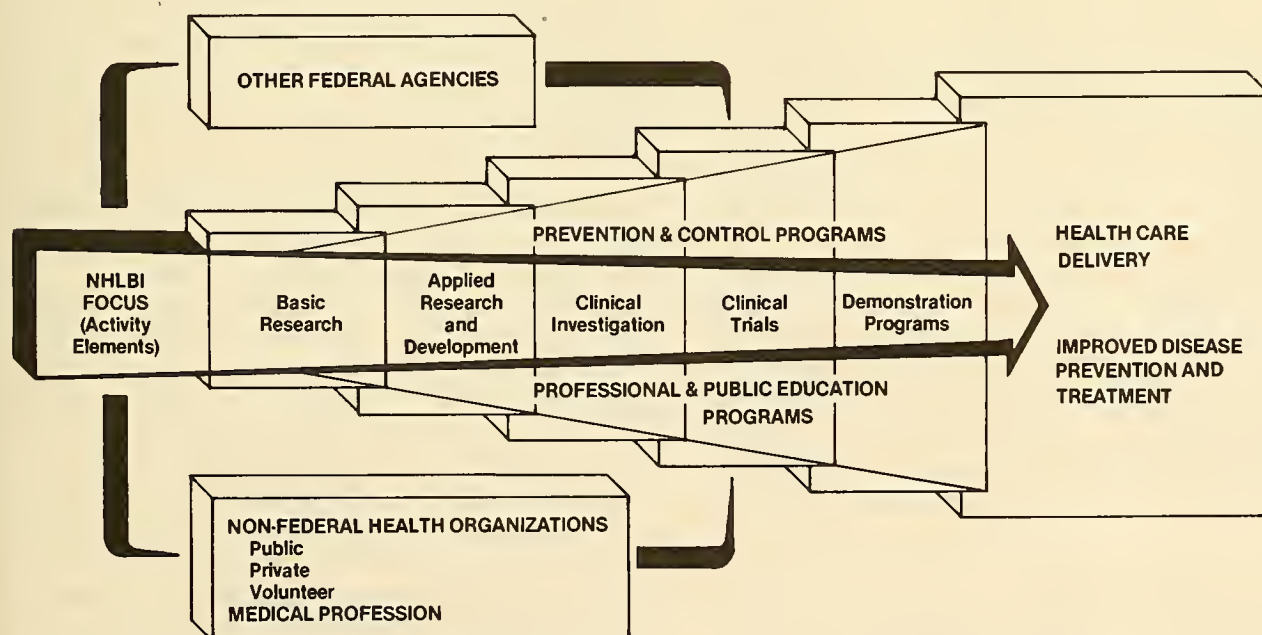 OTHER FEDERAL AGENCIES
PREVENTION & CONTROL PROGRAMS
NHLBI
FOCUS
(Activity
Elements)
Basic
Research
Applied
Research
and
Development
Clinical
Investigation
Clinical
Trials
Demonstration
Programs
HEALTH CARE
DELIVERY
IMPROVED DISEASE
PREVENTION AND
TREATMENT
PROFESSIONAL & PUBLIC EDUCATION
PROGRAMS
NON-FEDERAL HEALTH ORGANIZATIONS
Public
Private
Volunteer
MEDICAL PROFESSION